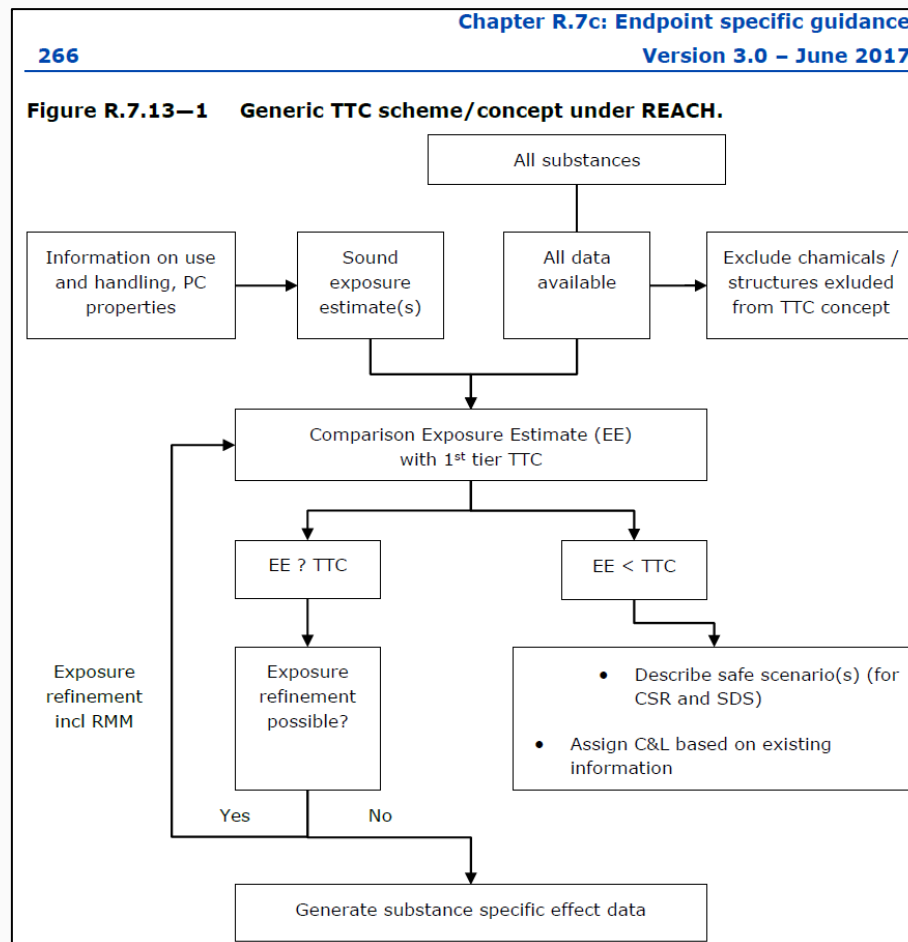 Chapter R.7c: Endpoint specific guidance
266
Version 3.0 – June 2017
Figure R.7.13—1 Generic TTC scheme/concept under REACH.
All substances
Information on use
and handling, PC
properties
Sound
exposure
estimate(s)
All data
available
Exclude chamicals /
structures exluded
from TTC concept
Comparison Exposure Estimate (EE)
with 1st tier TTC
EE ? TTC
EE < TTC
Exposure
refinement
incl RMM
Exposure
refinement
possible?
• Describe safe scenario(s) (for
CSR and SDS)
• Assign C&L based on existing
information
Yes
No
Generate substance specific effect data